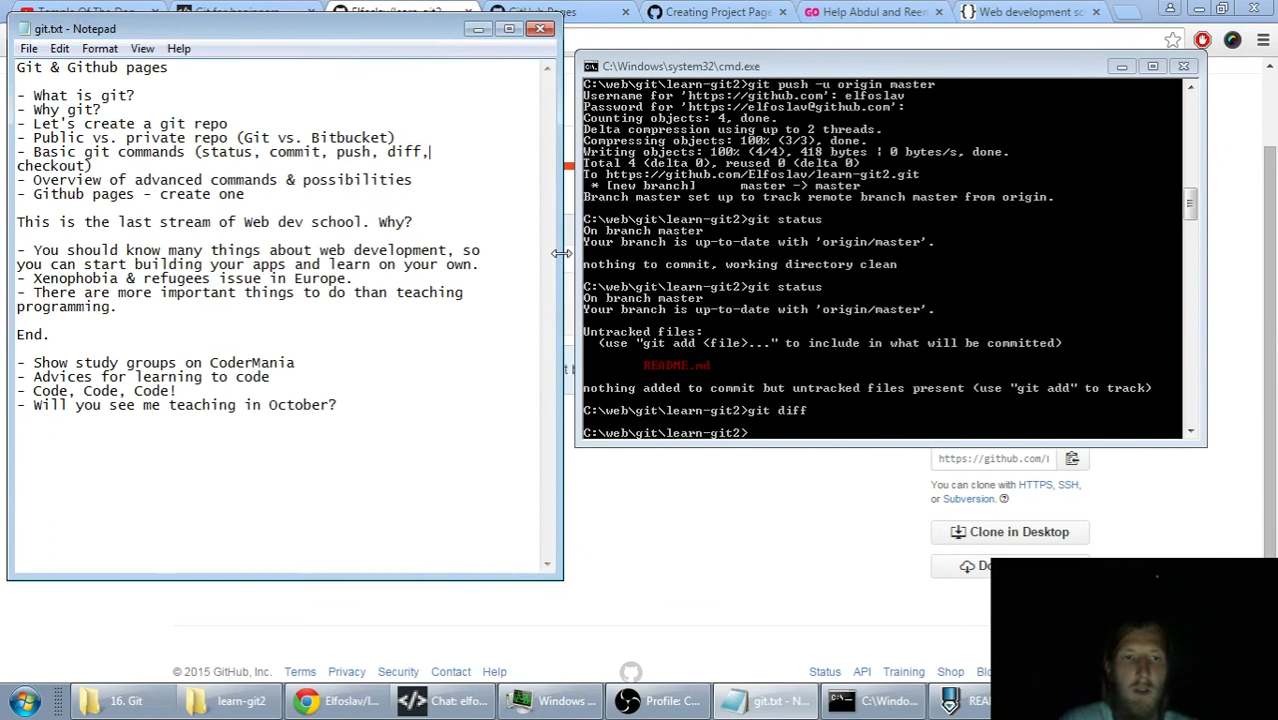 Temple Of The Dog
Git for beginners
Elfoslav/learn-git2
GitHub Pages
Creating Project Page
Help Abdul and Reem
Web development sc
git.txt - Notepad
File Edit Format View Help
Git & Github pages
- What is git?
- Why git?
- Let's create a git repo
- Public vs. private repo (Git vs. Bitbucket)
- Basic git commands (status, commit, push, diff,
checkout)
- Overview of advanced commands & possibilities
- Github pages - create one
This is the last stream of Web dev school. Why?
- You should know many things about web development, so
you can start building your apps and learn on your own.
- Xenophobia & refugees issue in Europe.
- There are more important things to do than teaching
programming.
End.
- Show study groups on CoderMania
- Advices for learning to code
- Code, Code, Code!
- Will you see me teaching in October?
C:\Windows\system32\cmd.exe
C:\web\git\learn-git2>git push -u origin master
Username for 'https://github.com': elfoslav
Password for 'https://elfoslav@github.com':
Counting objects: 4, done.
Delta compression using up to 2 threads.
Compressing objects: 100% (3/3), done.
Writing objects: 100% (4/4), 418 bytes | 0 bytes/s, done.
Total 4 (delta 0), reused 0 (delta 0)
To https://github.com/Elfoslav/learn-git2.git
* [new branch] master -> master
Branch master set up to track remote branch master from origin.
C:\web\git\learn-git2>git status
On branch master
Your branch is up-to-date with 'origin/master'.
nothing to commit, working directory clean
C:\web\git\learn-git2>git status
On branch master
Your branch is up-to-date with 'origin/master'.
Untracked files:
(use "git add <file>..." to include in what will be committed)
README.md
nothing added to commit but untracked files present (use "git add" to track)
C:\web\git\learn-git2>git diff
C:\web\git\learn-git2>
https://github.com/
You can clone with HTTPS, SSH,
or Subversion.
Clone in Desktop
© 2015 GitHub, Inc. Terms Privacy Security Contact Help
Status API Training Shop
16. Git
learn-git2
Elfoslav/l...
Chat: elfo...
Windows ...
Profile: C...
git.txt - N...
C:\Windo...